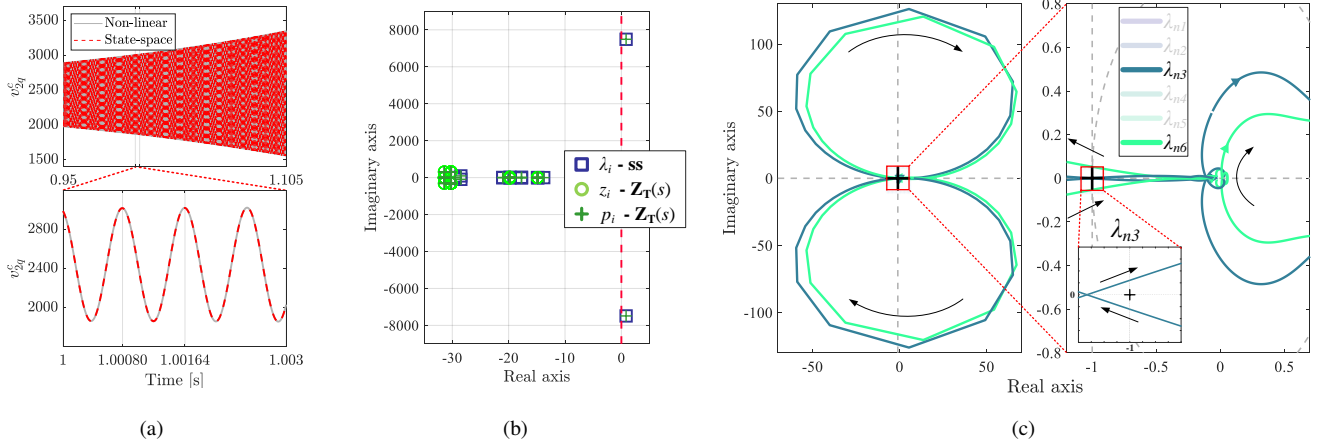 3500
3000
2500
2000
1500
v^c_{2q}
Non-linear
State-space
0.95
1.105
2800
2400
2000
v^c_{2q}
1
1.00080
1.00164
1.003
Time [s]
(a)
8000
6000
4000
2000
0
-2000
-4000
-6000
-8000
Imaginary axis
λ_i - ss
z_i - Z_T(s)
p_i - Z_T(s)
-30
-20
-10
0
Real axis
(b)
100
50
0
-50
-100
Imaginary axis
-50
0
50
0.8
0.6
0.4
0.2
0
-0.2
-0.4
-0.6
-0.8
λ_{n1}
λ_{n2}
λ_{n3}
λ_{n4}
λ_{n5}
λ_{n6}
λ_{n3}
0
-1
-1
-0.5
0
0.5
Real axis
(c)